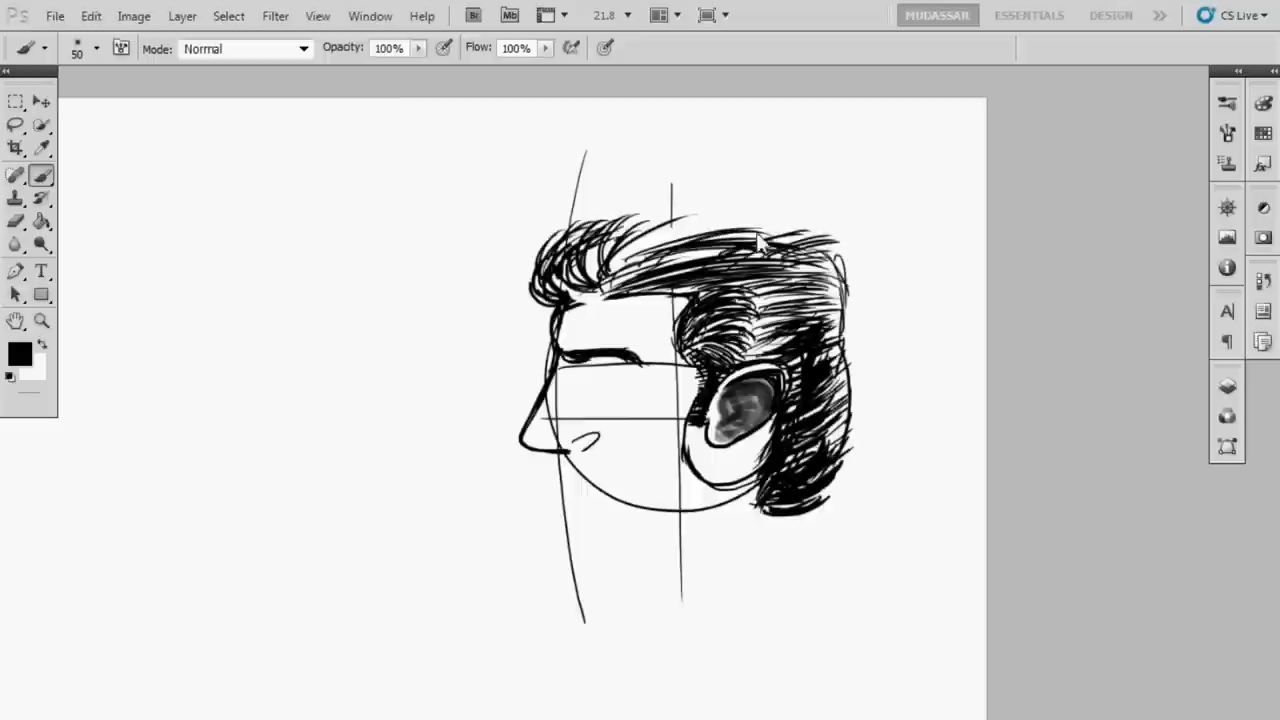 Ps File Edit Image Layer Select Filter View Window Help Br Mb 21.8 MUDASSAR ESSENTIALS DESIGN CS Live
50 Mode: Normal Opacity: 100% Flow: 100%